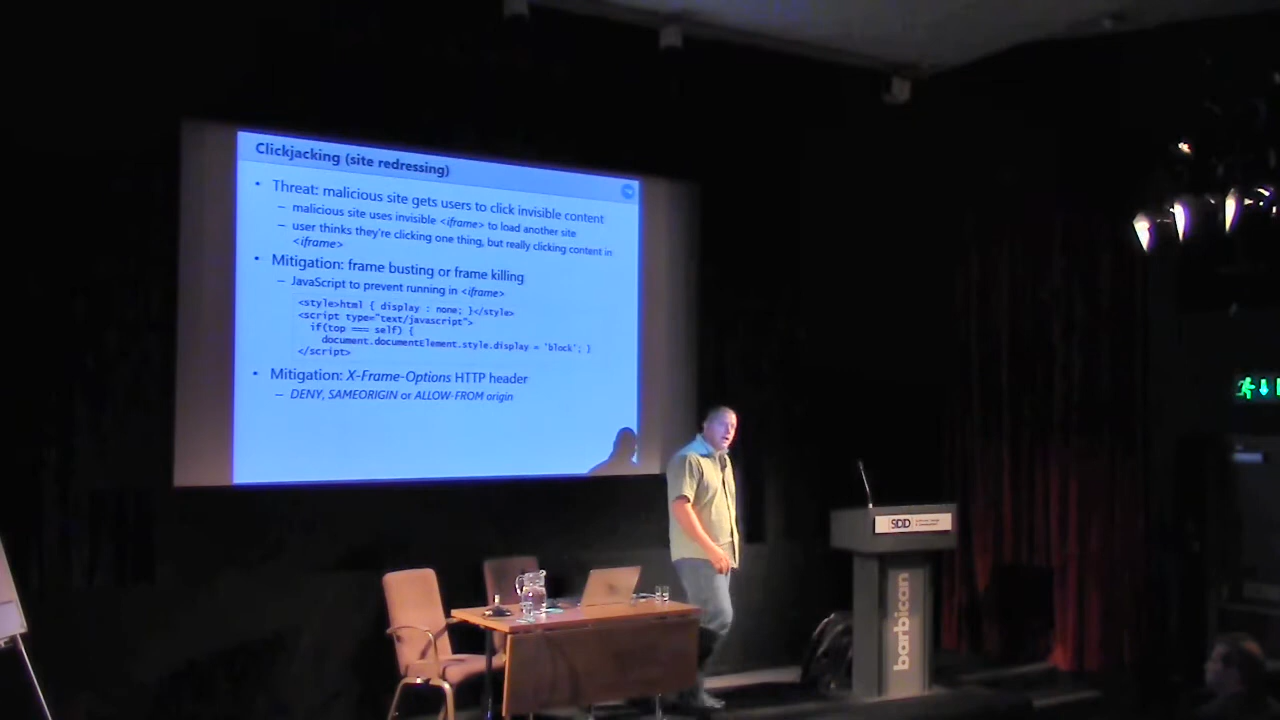 Clickjacking (site redressing)
• Threat: malicious site gets users to click invisible content
– malicious site uses invisible <iframe> to load another site
– user thinks they're clicking one thing, but really clicking content in
<iframe>
• Mitigation: frame busting or frame killing
– JavaScript to prevent running in <iframe>
<style>html { display : none; }</style>
<script type="text/javascript">
if(top === self) {
document.documentElement.style.display = 'block'; }
</script>
• Mitigation: X-Frame-Options HTTP header
– DENY, SAMEORIGIN or ALLOW-FROM origin
SDD
barbican